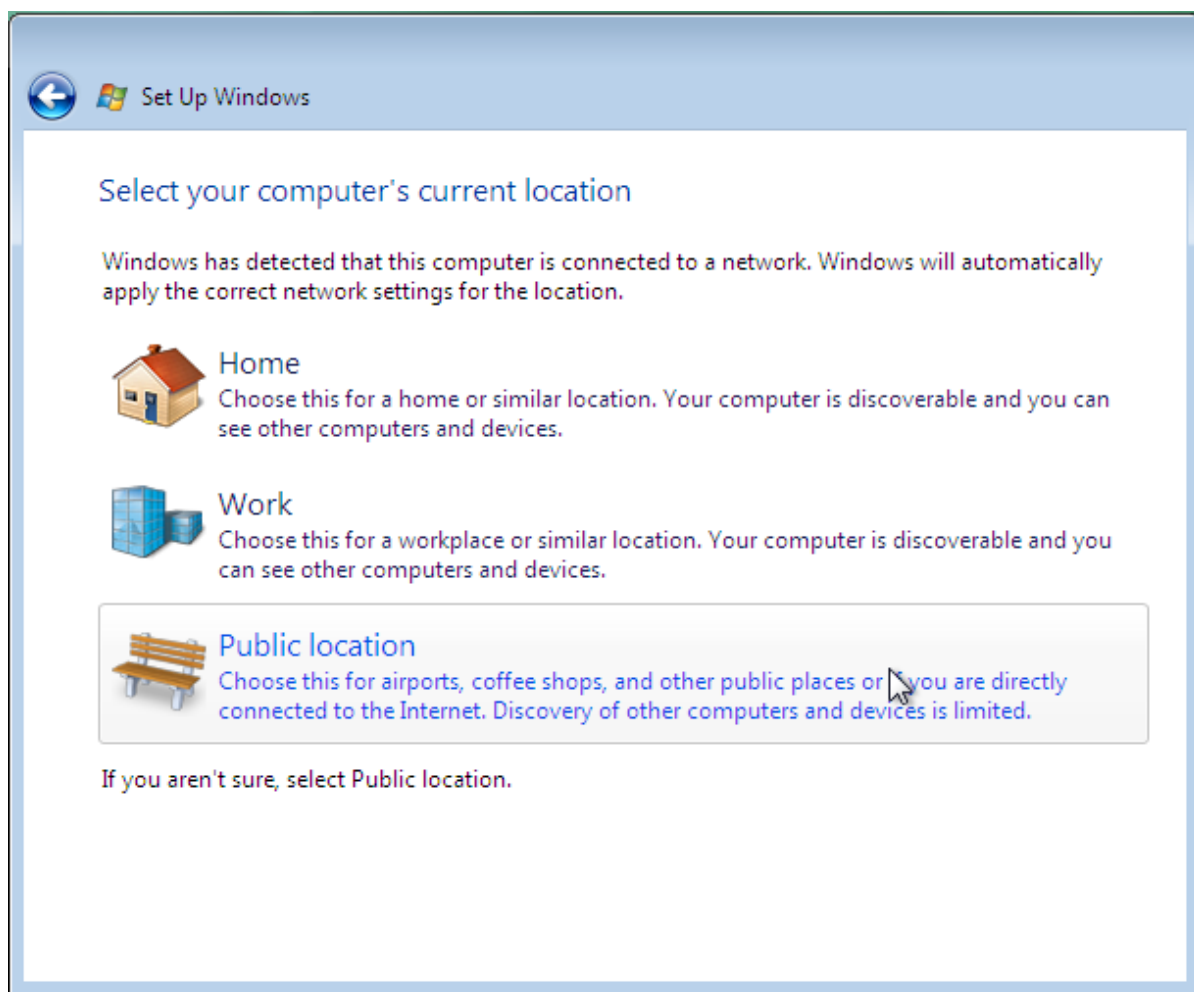 Set Up Windows
Select your computer's current location
Windows has detected that this computer is connected to a network. Windows will automatically
apply the correct network settings for the location.
Home
Choose this for a home or similar location. Your computer is discoverable and you can
see other computers and devices.
Work
Choose this for a workplace or similar location. Your computer is discoverable and you
can see other computers and devices.
Public location
Choose this for airports, coffee shops, and other public places or if you are directly
connected to the Internet. Discovery of other computers and devices is limited.
If you aren't sure, select Public location.